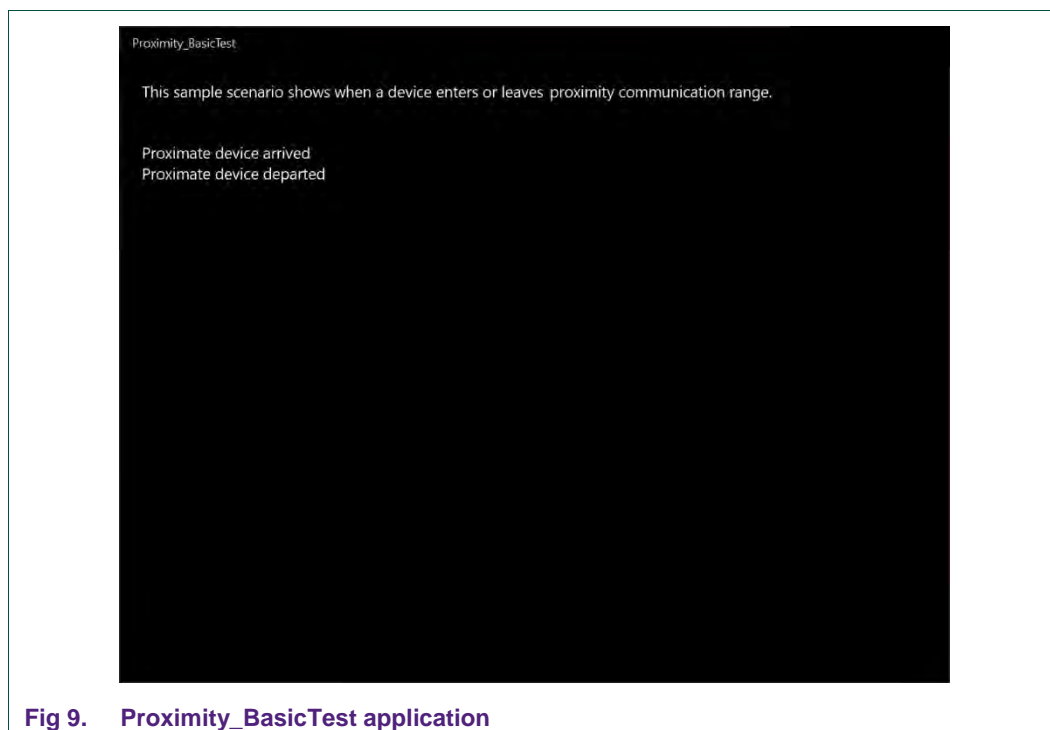 Proximity_BasicTest
This sample scenario shows when a device enters or leaves proximity communication range.
Proximate device arrived
Proximate device departed
Fig 9. Proximity_BasicTest application